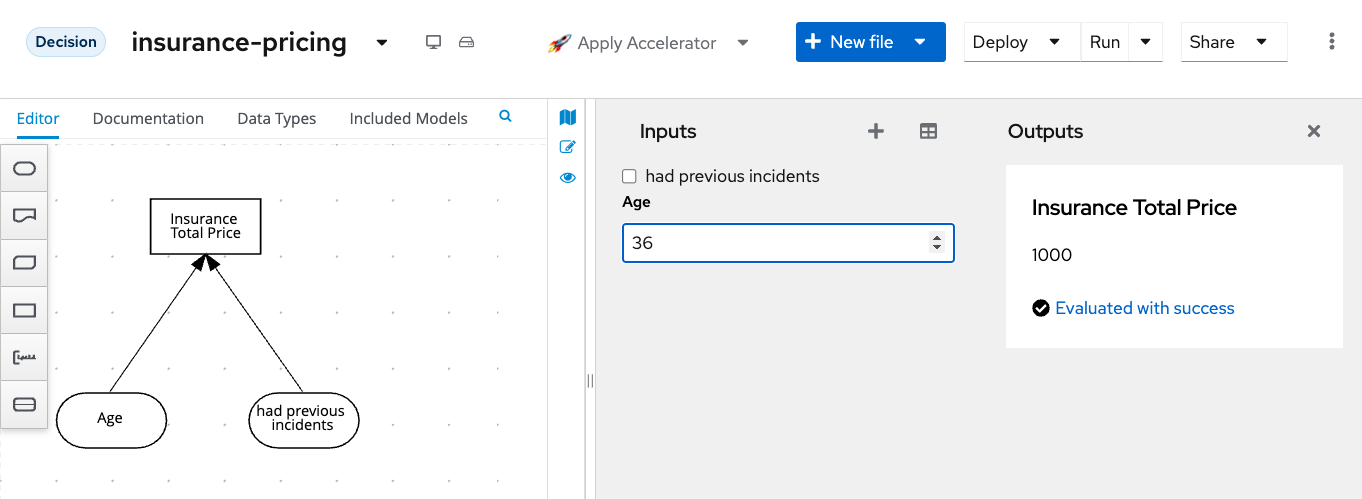 Decision
insurance-pricing
Apply Accelerator
New file
Deploy
Run
Share
Editor
Documentation
Data Types
Included Models
Insurance
Total Price
Age
had previous
incidents
Inputs
had previous incidents
Age
36
Outputs
Insurance Total Price
1000
Evaluated with success